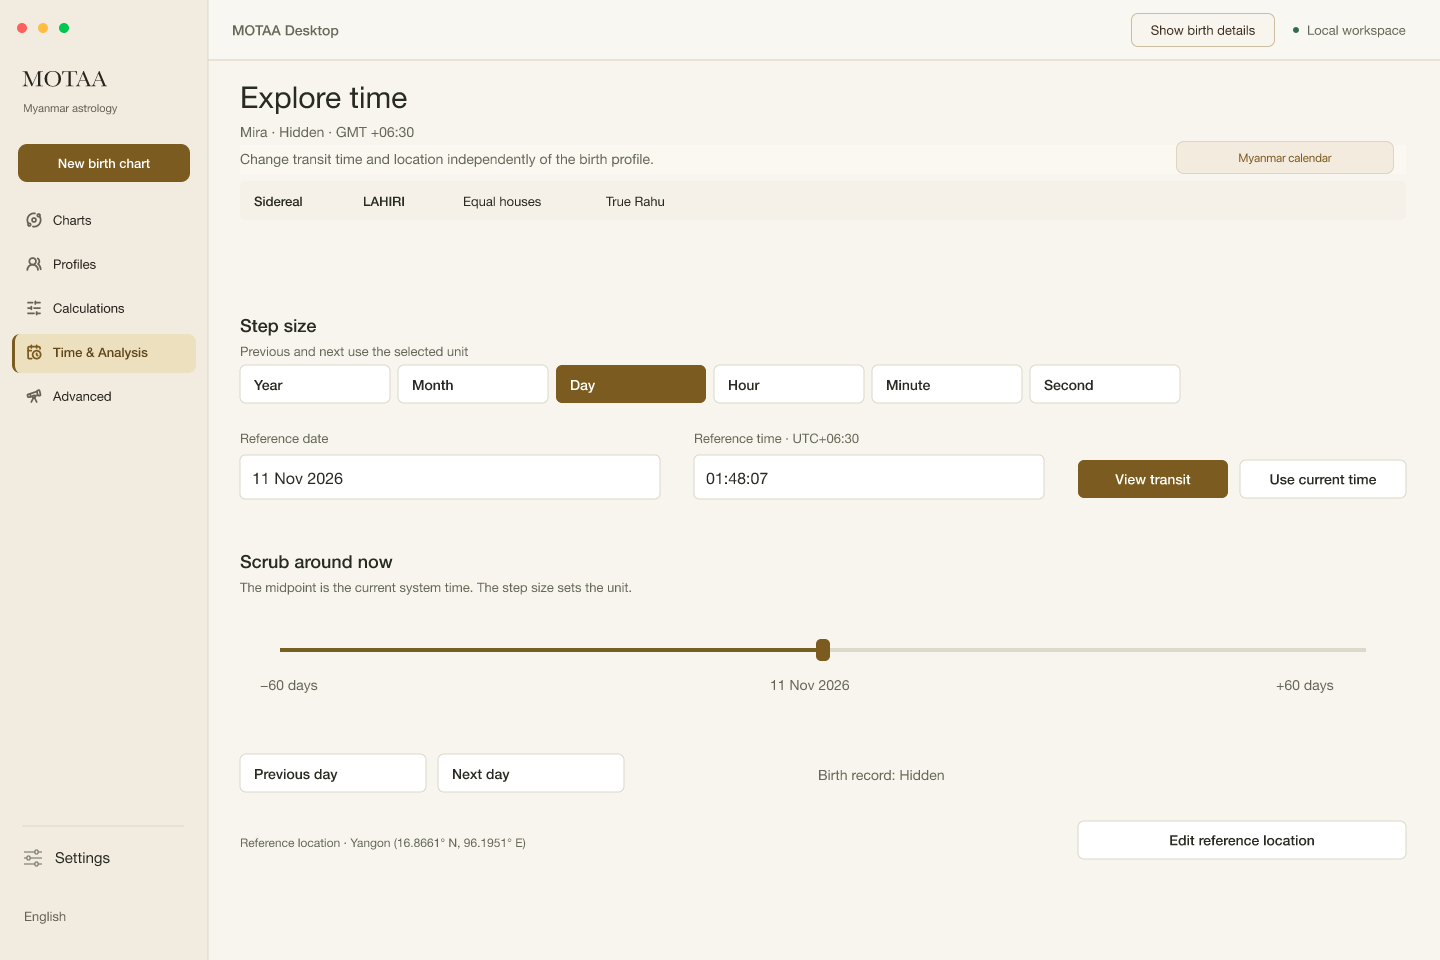 MOTAA
Myanmar astrology
New birth chart
Charts
Profiles
Calculations
Time & Analysis
Advanced
Settings
English
MOTAA Desktop
Show birth details
Local workspace
Explore time
Mira · Hidden · GMT +06:30
Change transit time and location independently of the birth profile.
Myanmar calendar
Sidereal LAHIRI Equal houses True Rahu
Step size
Previous and next use the selected unit
Year Month Day Hour Minute Second
Reference date
11 Nov 2026
Reference time · UTC+06:30
01:48:07
View transit
Use current time
Scrub around now
The midpoint is the current system time. The step size sets the unit.
−60 days 11 Nov 2026 +60 days
Previous day Next day
Birth record: Hidden
Reference location · Yangon (16.8661° N, 96.1951° E)
Edit reference location